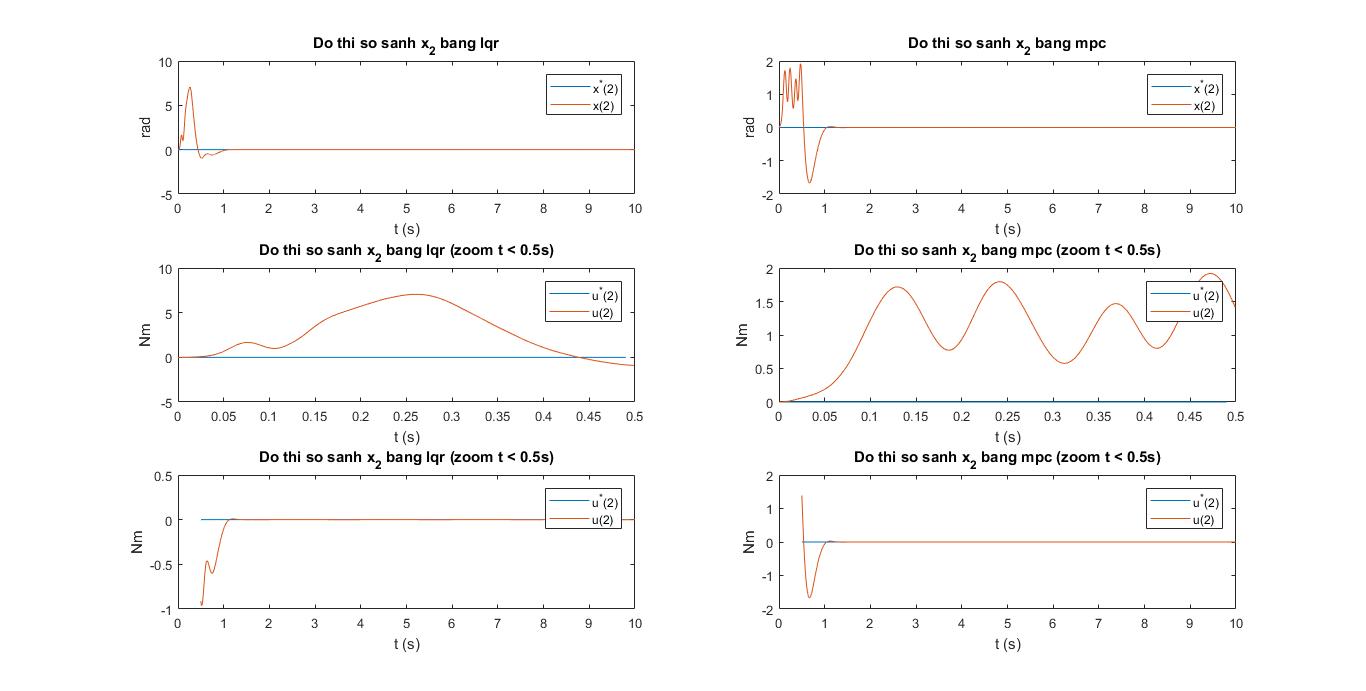 Do thi so sanh x2 bang lqr
10
5
0
-5
rad
x*(2)
x(2)
0 1 2 3 4 5 6 7 8 9 10
t (s)
Do thi so sanh x2 bang mpc
2
1
0
-1
-2
rad
x*(2)
x(2)
0 1 2 3 4 5 6 7 8 9 10
t (s)
Do thi so sanh x2 bang lqr (zoom t < 0.5s)
10
5
0
-5
Nm
u*(2)
u(2)
0 0.05 0.1 0.15 0.2 0.25 0.3 0.35 0.4 0.45 0.5
t (s)
Do thi so sanh x2 bang mpc (zoom t < 0.5s)
2
1.5
1
0.5
0
Nm
u*(2)
u(2)
0 0.05 0.1 0.15 0.2 0.25 0.3 0.35 0.4 0.45 0.5
t (s)
Do thi so sanh x2 bang lqr (zoom t < 0.5s)
0.5
0
-0.5
-1
Nm
u*(2)
u(2)
0 1 2 3 4 5 6 7 8 9 10
t (s)
Do thi so sanh x2 bang mpc (zoom t < 0.5s)
2
1
0
-1
-2
Nm
u*(2)
u(2)
0 1 2 3 4 5 6 7 8 9 10
t (s)